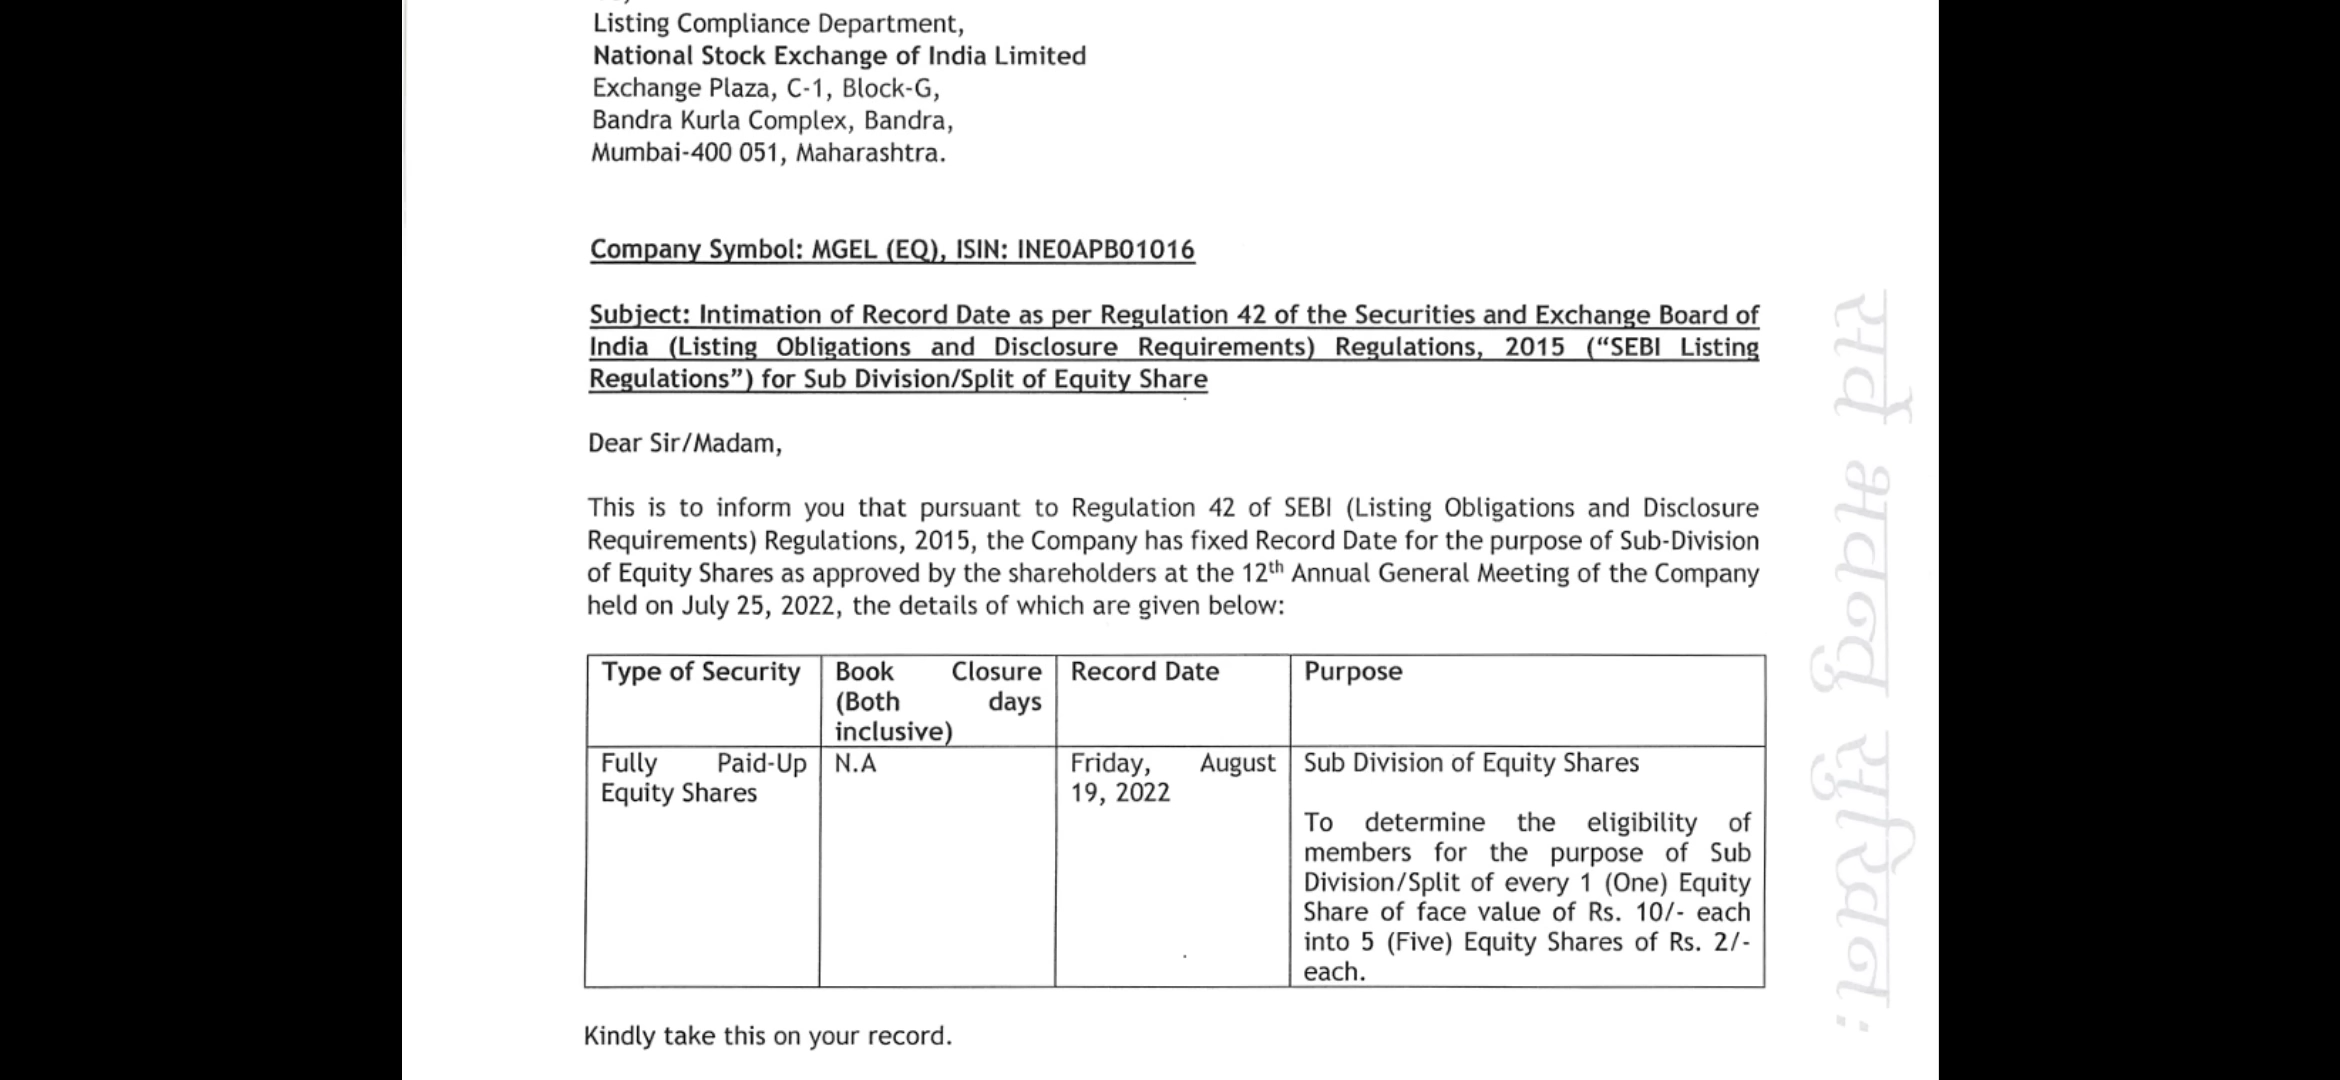 Listing Compliance Department,
National Stock Exchange of India Limited
Exchange Plaza, C-1, Block-G,
Bandra Kurla Complex, Bandra,
Mumbai-400 051, Maharashtra.
Company Symbol: MGEL (EQ), ISIN: INE0APB01016
Subject: Intimation of Record Date as per Regulation 42 of the Securities and Exchange Board of
India (Listing Obligations and Disclosure Requirements) Regulations, 2015 (“SEBI Listing
Regulations”) for Sub Division/Split of Equity Share
Dear Sir/Madam,
This is to inform you that pursuant to Regulation 42 of SEBI (Listing Obligations and Disclosure
Requirements) Regulations, 2015, the Company has fixed Record Date for the purpose of Sub-Division
of Equity Shares as approved by the shareholders at the 12th Annual General Meeting of the Company
held on July 25, 2022, the details of which are given below:
Type of Security
Book Closure
(Both days
inclusive)
Record Date
Purpose
Fully Paid-Up
Equity Shares
N.A
Friday, August
19, 2022
Sub Division of Equity Shares
To determine the eligibility of
members for the purpose of Sub
Division/Split of every 1 (One) Equity
Share of face value of Rs. 10/- each
into 5 (Five) Equity Shares of Rs. 2/-
each.
Kindly take this on your record.
सर्वे भवन्तु सुखिनः